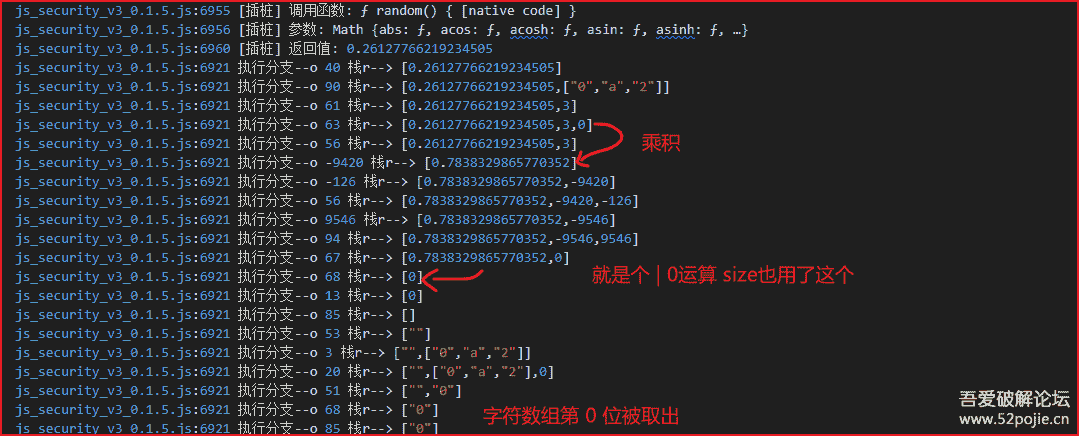 js_security_v3_0.1.5.js:6955 [插桩] 调用函数: ƒ random() { [native code] }
js_security_v3_0.1.5.js:6956 [插桩] 参数: Math {abs: ƒ, acos: ƒ, acosh: ƒ, asin: ƒ, asinh: ƒ, …}
js_security_v3_0.1.5.js:6960 [插桩] 返回值: 0.26127766219234505
js_security_v3_0.1.5.js:6921 执行分支--o 40 栈r--> [0.26127766219234505]
js_security_v3_0.1.5.js:6921 执行分支--o 90 栈r--> [0.26127766219234505,["0","a","2"]]
js_security_v3_0.1.5.js:6921 执行分支--o 61 栈r--> [0.26127766219234505,3]
js_security_v3_0.1.5.js:6921 执行分支--o 63 栈r--> [0.26127766219234505,3,0]
js_security_v3_0.1.5.js:6921 执行分支--o 56 栈r--> [0.26127766219234505,3]
乘积
js_security_v3_0.1.5.js:6921 执行分支--o -9420 栈r--> [0.7838329865770352]
js_security_v3_0.1.5.js:6921 执行分支--o -126 栈r--> [0.7838329865770352,-9420]
js_security_v3_0.1.5.js:6921 执行分支--o 56 栈r--> [0.7838329865770352,-9420,-126]
js_security_v3_0.1.5.js:6921 执行分支--o 9546 栈r--> [0.7838329865770352,-9546]
js_security_v3_0.1.5.js:6921 执行分支--o 94 栈r--> [0.7838329865770352,-9546,9546]
js_security_v3_0.1.5.js:6921 执行分支--o 67 栈r--> [0.7838329865770352,0]
js_security_v3_0.1.5.js:6921 执行分支--o 68 栈r--> [0]
就是个 | 0运算 size也用了这个
js_security_v3_0.1.5.js:6921 执行分支--o 13 栈r--> [0]
js_security_v3_0.1.5.js:6921 执行分支--o 85 栈r--> []
js_security_v3_0.1.5.js:6921 执行分支--o 53 栈r--> [""]
js_security_v3_0.1.5.js:6921 执行分支--o 3 栈r--> ["",["0","a","2"]]
js_security_v3_0.1.5.js:6921 执行分支--o 20 栈r--> ["",["0","a","2"],0]
js_security_v3_0.1.5.js:6921 执行分支--o 51 栈r--> ["","0"]
js_security_v3_0.1.5.js:6921 执行分支--o 68 栈r--> ["0"]
字符数组第 0 位被取出
js_security_v3_0.1.5.js:6921 执行分支--o 85 栈r--> ["0"]
吾爱破解论坛
www.52pojie.cn